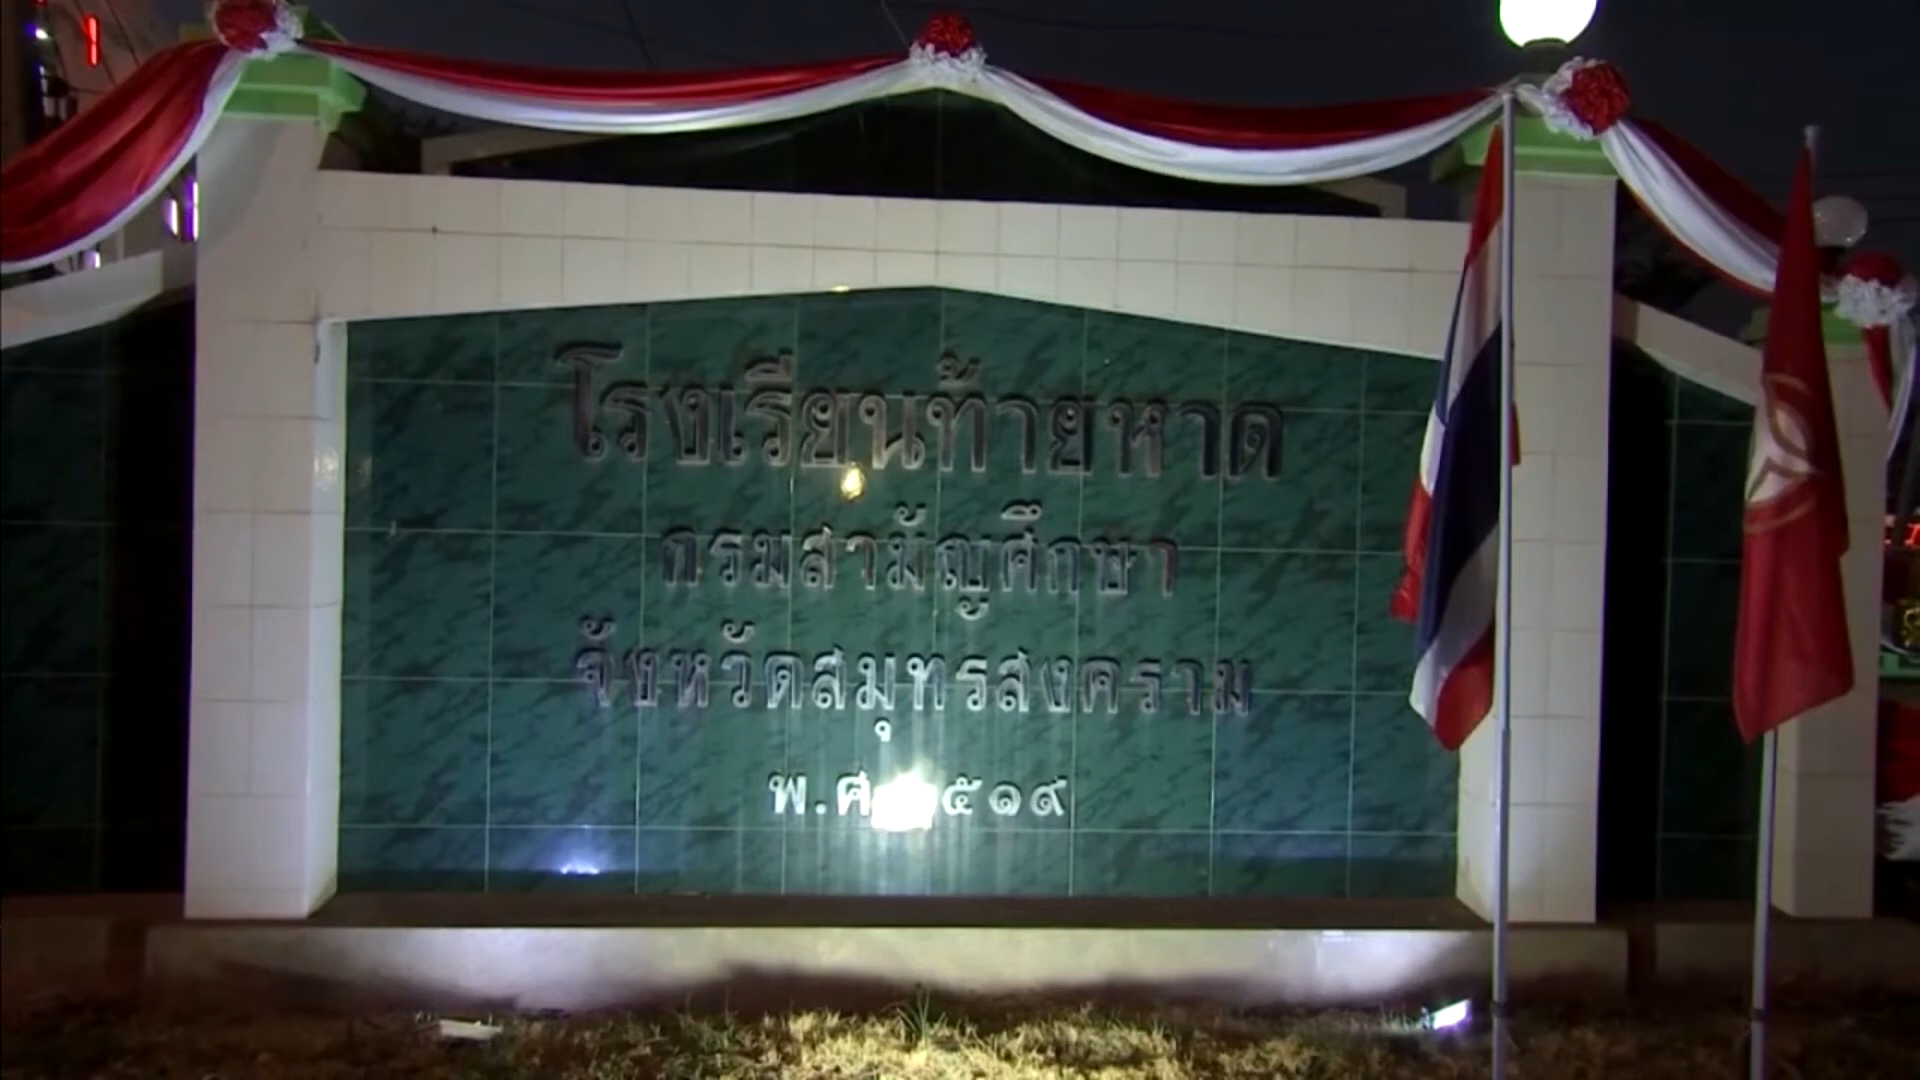 โรงเรียนท้ายหาด
กรมสามัญศึกษา
จังหวัดสมุทรสงคราม
พ.ศ ๕๑๙